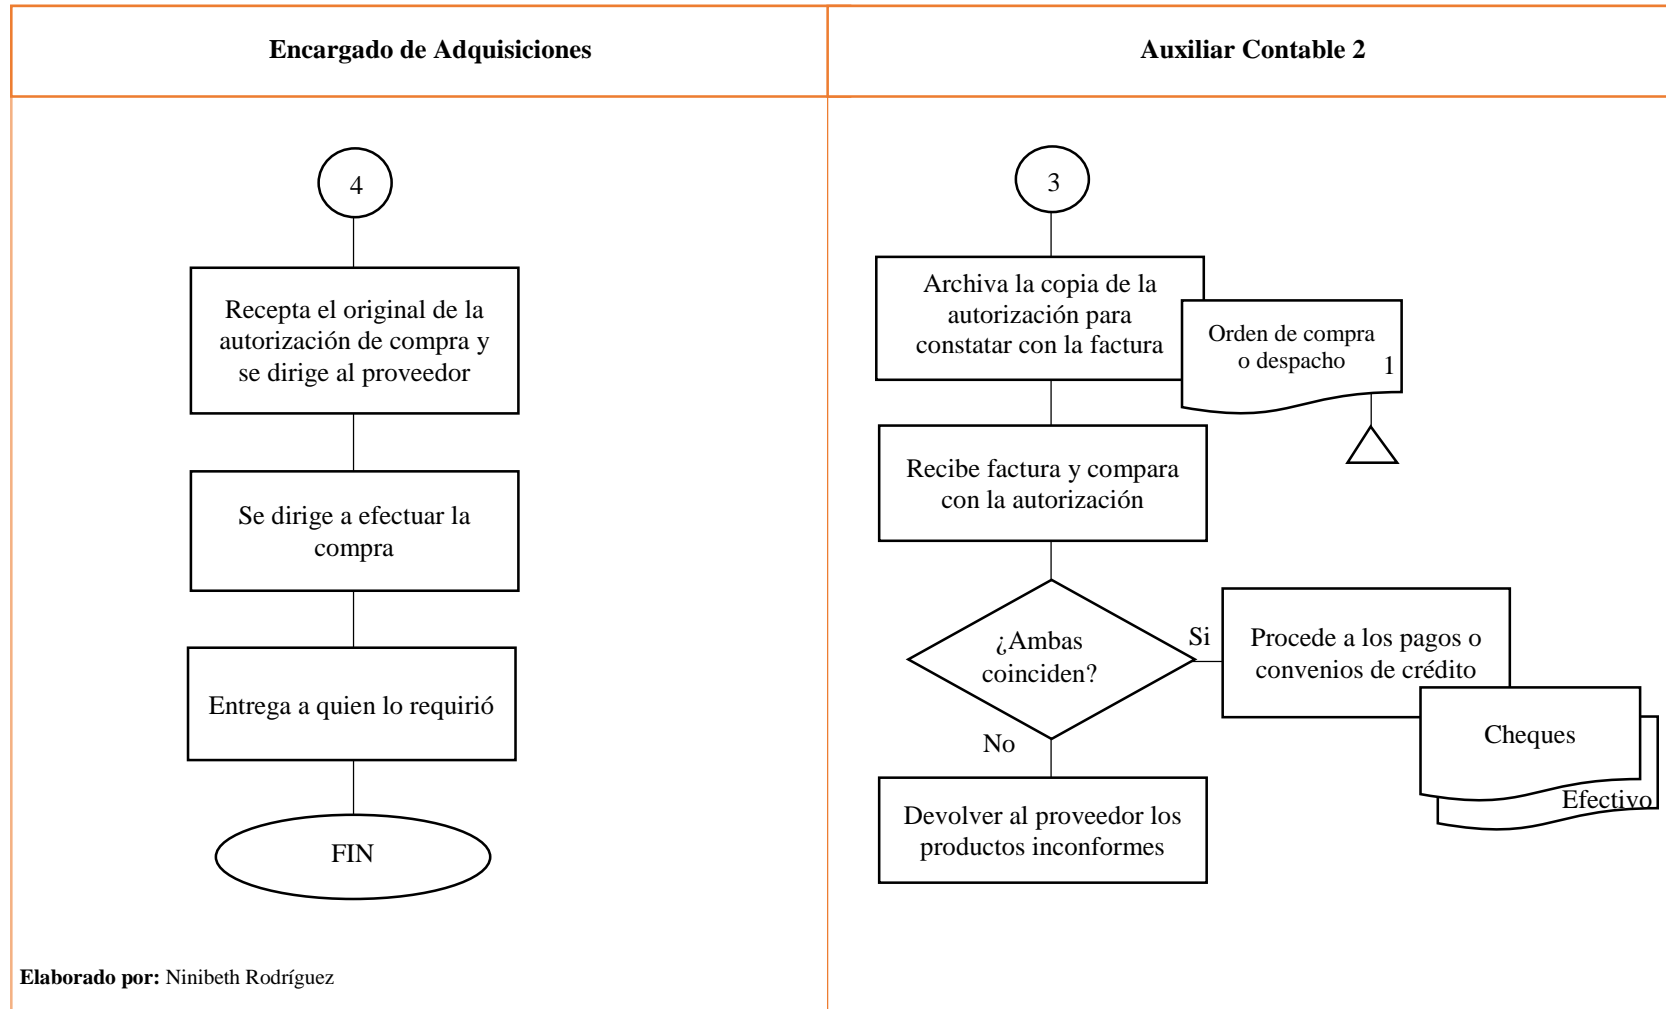 Encargado de Adquisiciones
Auxiliar Contable 2
4
Recepta el original de la
autorización de compra y
se dirige al proveedor
Se dirige a efectuar la
compra
Entrega a quien lo requirió
FIN
3
Archiva la copia de la
autorización para
constatar con la factura
Orden de compra
o despacho
1
Recibe factura y compara
con la autorización
¿Ambas
coinciden?
Si
Procede a los pagos o
convenios de crédito
Cheques
Efectivo
No
Devolver al proveedor los
productos inconformes
Elaborado por: Ninibeth Rodríguez